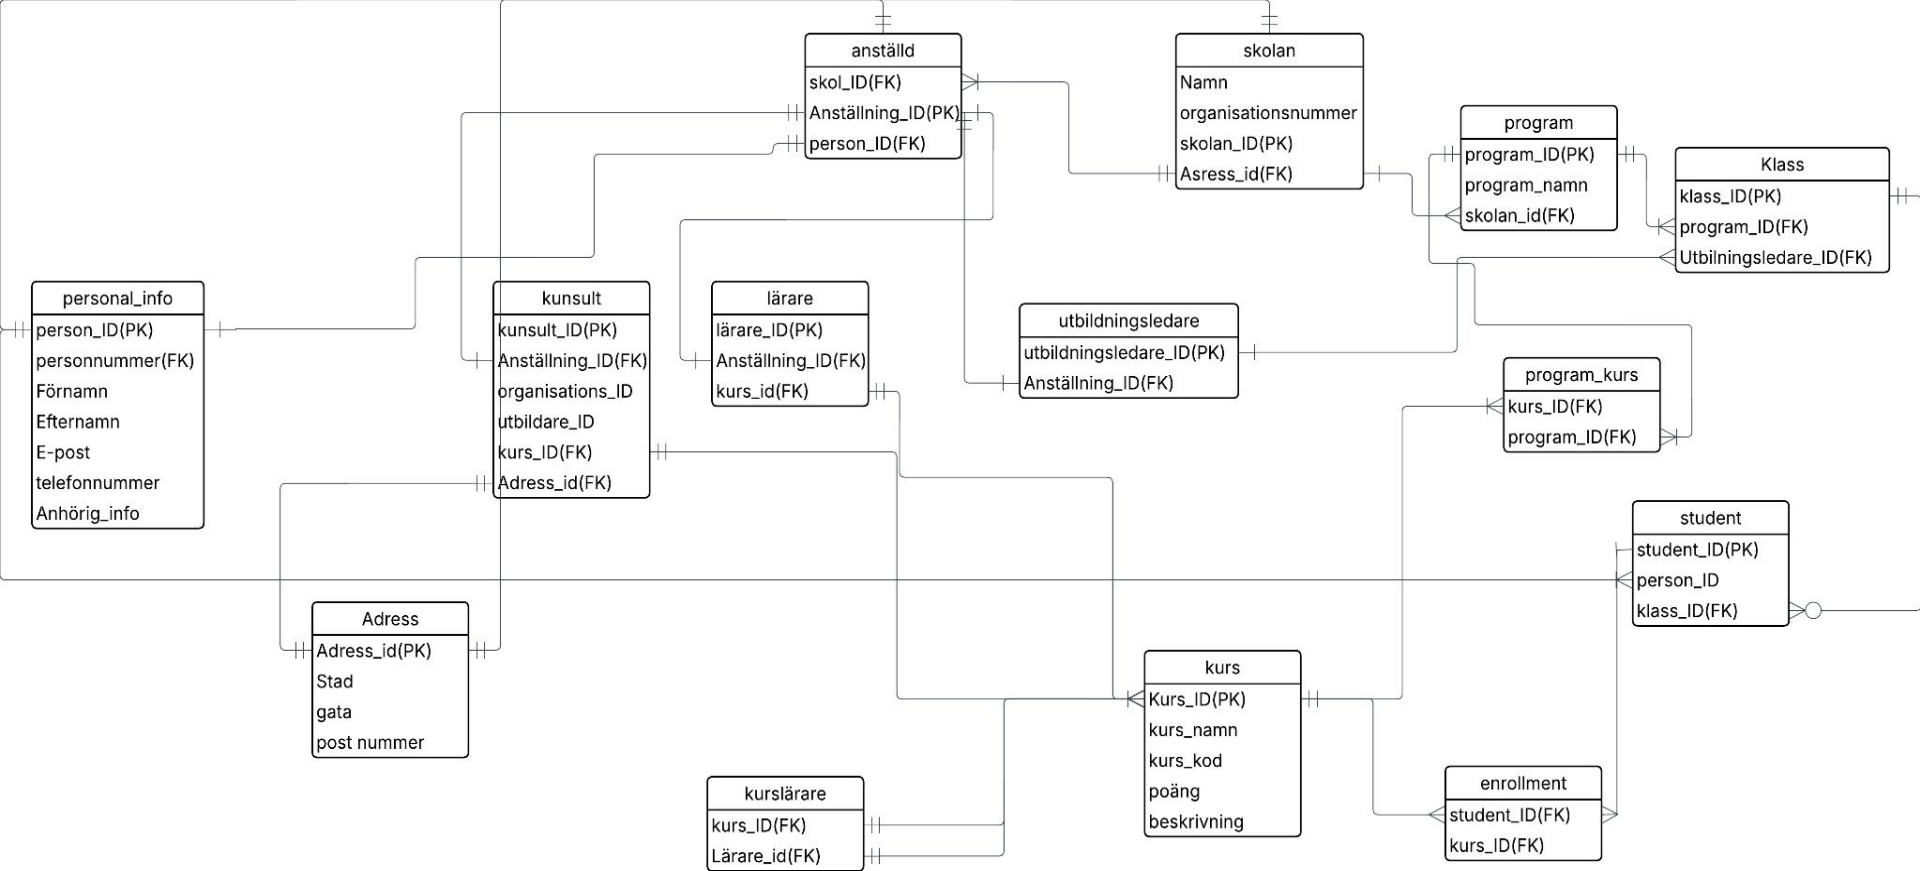 anställd
skol_ID(FK)
Anställning_ID(PK)
person_ID(FK)
skolan
Namn
organisationsnummer
skolan_ID(PK)
Asress_id(FK)
program
program_ID(PK)
program_namn
skolan_id(FK)
Klass
klass_ID(PK)
program_ID(FK)
Utbilningsledare_ID(FK)
personal_info
person_ID(PK)
personnummer(FK)
Förnamn
Efternamn
E-post
telefonnummer
Anhörig_info
kunsult
kunsult_ID(PK)
Anställning_ID(FK)
organisations_ID
utbildare_ID
kurs_ID(FK)
Adress_id(FK)
lärare
lärare_ID(PK)
Anställning_ID(FK)
kurs_id(FK)
utbildningsledare
utbildningsledare_ID(PK)
Anställning_ID(FK)
program_kurs
kurs_ID(FK)
program_ID(FK)
student
student_ID(PK)
person_ID
klass_ID(FK)
Adress
Adress_id(PK)
Stad
gata
post nummer
kurs
Kurs_ID(PK)
kurs_namn
kurs_kod
poäng
beskrivning
kurslärare
kurs_ID(FK)
Lärare_id(FK)
enrollment
student_ID(FK)
kurs_ID(FK)